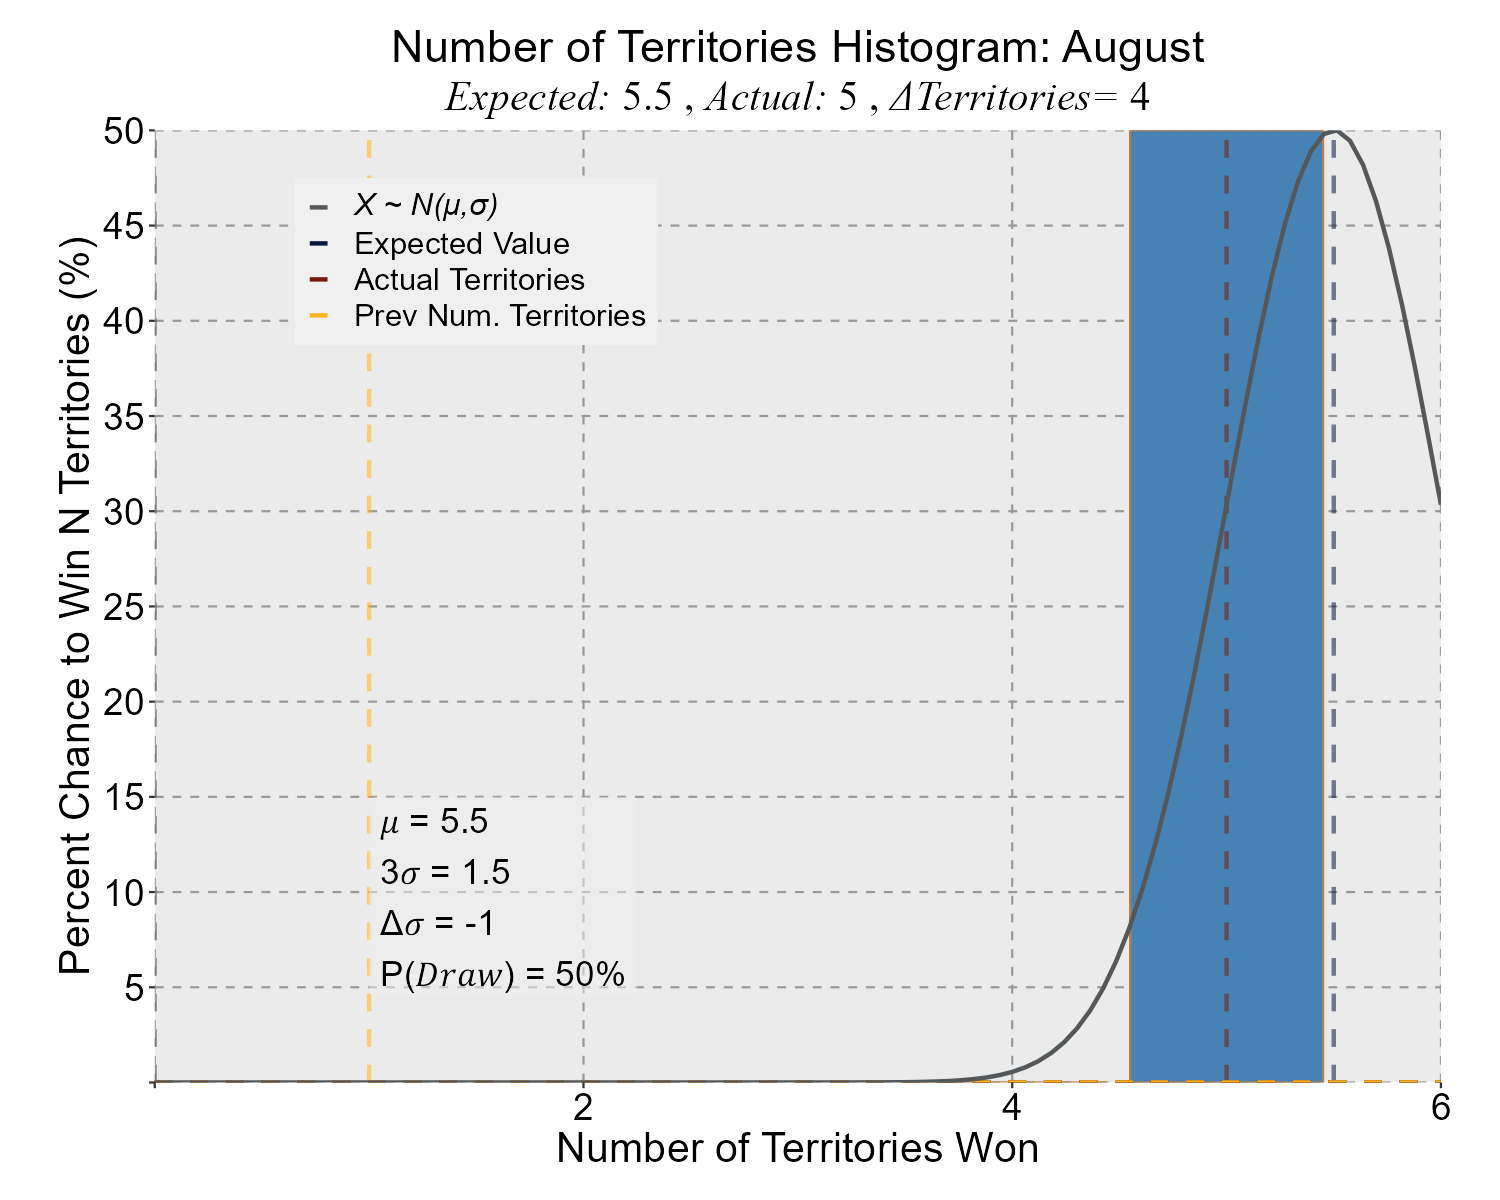 Number of Territories Histogram: August
Expected: 5.5 , Actual: 5 , ΔTerritories= 4
Percent Chance to Win N Territories (%)
50
45
40
35
30
25
20
15
10
5
X ~ N(μ,σ)
Expected Value
Actual Territories
Prev Num. Territories
μ = 5.5
3σ = 1.5
Δσ = -1
P(Draw) = 50%
2
4
6
Number of Territories Won